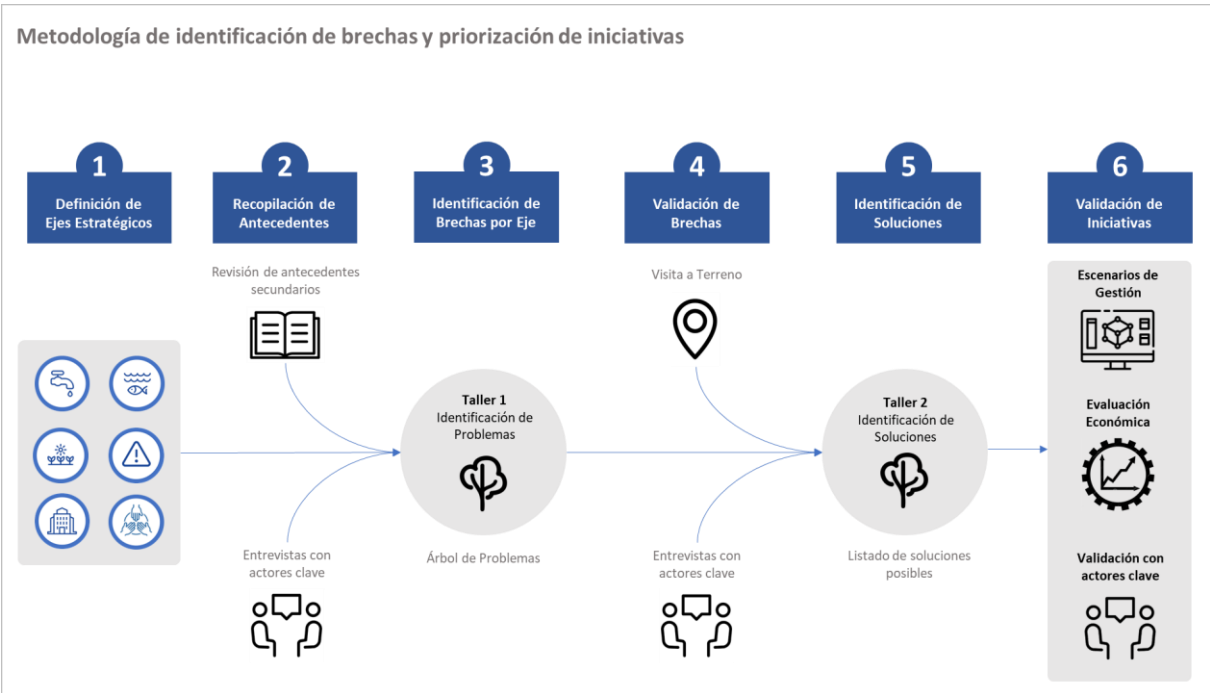 Metodología de identificación de brechas y priorización de iniciativas
1
Definición de
Ejes Estratégicos
2
Recopilación de
Antecedentes
Revisión de antecedentes
secundarios
Entrevistas con
actores clave
3
Identificación de
Brechas por Eje
Taller 1
Identificación de
Problemas
Árbol de Problemas
4
Validación de
Brechas
Visita a Terreno
Entrevistas con
actores clave
5
Identificación de
Soluciones
Taller 2
Identificación de
Soluciones
Listado de soluciones
posibles
6
Validación de
Iniciativas
Escenarios de
Gestión
Evaluación
Económica
Validación con
actores clave